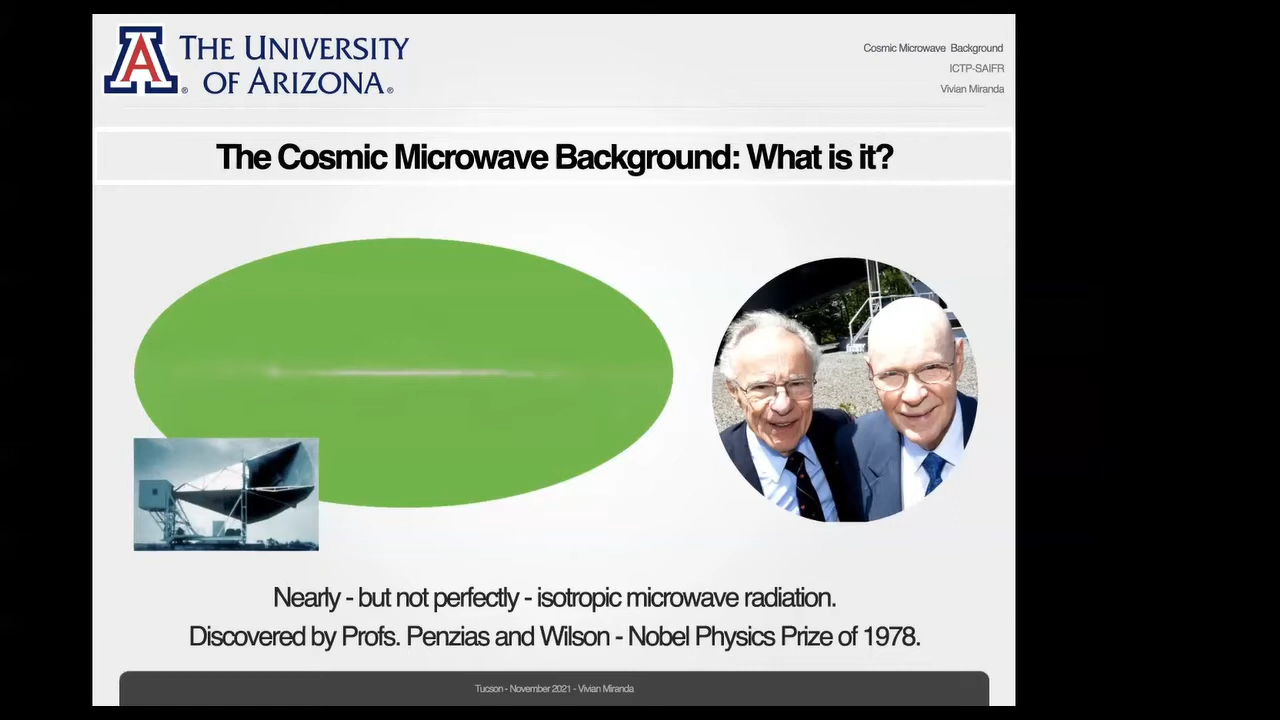 THE UNIVERSITY
OF ARIZONA®
Cosmic Microwave Background
ICTP-SAIFR
Vivian Miranda
The Cosmic Microwave Background: What is it?
Nearly - but not perfectly - isotropic microwave radiation.
Discovered by Profs. Penzias and Wilson - Nobel Physics Prize of 1978.
Tucson - November 2021 - Vivian Miranda